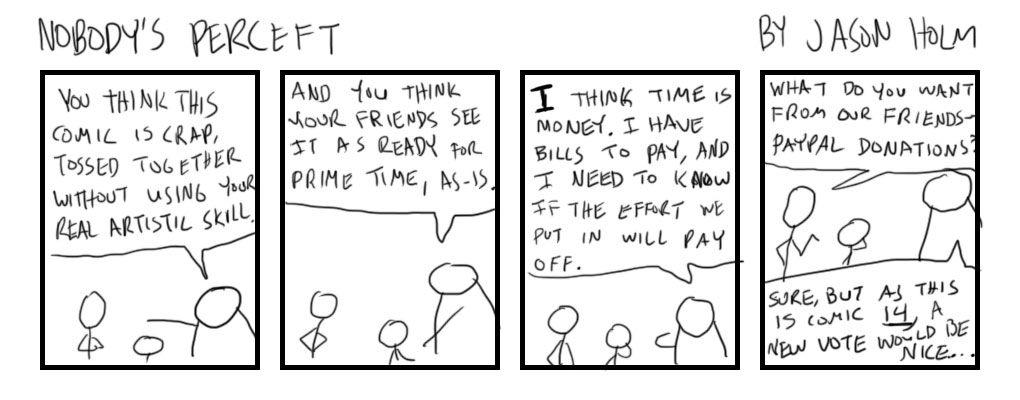 NOBODY'S PERCEFT
BY JASON HOLM
YOU THINK THIS
COMIC IS CRAP,
TOSSED TOGETHER
WITHOUT USING YOUR
REAL ARTISTIC SKILL.
AND YOU THINK
YOUR FRIENDS SEE
IT AS READY FOR
PRIME TIME, AS-IS.
I THINK TIME IS
MONEY. I HAVE
BILLS TO PAY, AND
I NEED TO KNOW
IF THE EFFORT WE
PUT IN WILL PAY
OFF.
WHAT DO YOU WANT
FROM OUR FRIENDS-
PAYPAL DONATIONS?
SURE, BUT AS THIS
IS COMIC 14, A
NEW VOTE WOULD BE
NICE....